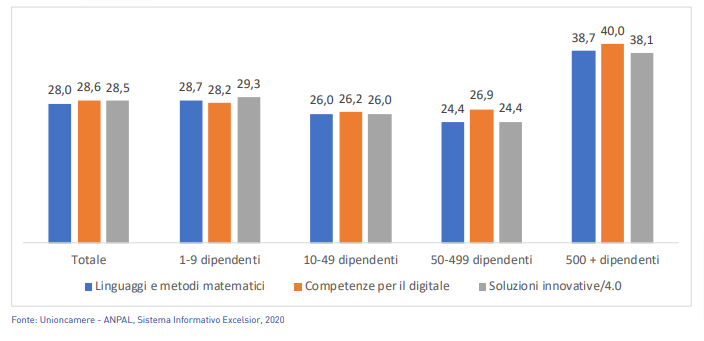 38,7 40,0 38,1
28,0 28,6 28,5 28,7 28,2 29,3 26,0 26,2 26,0 24,4 26,9 24,4
Totale 1-9 dipendenti 10-49 dipendenti 50-499 dipendenti 500 + dipendenti
Linguaggi e metodi matematici Competenze per il digitale Soluzioni innovative/4.0
Fonte: Unioncamere - ANPAL, Sistema Informativo Excelsior, 2020